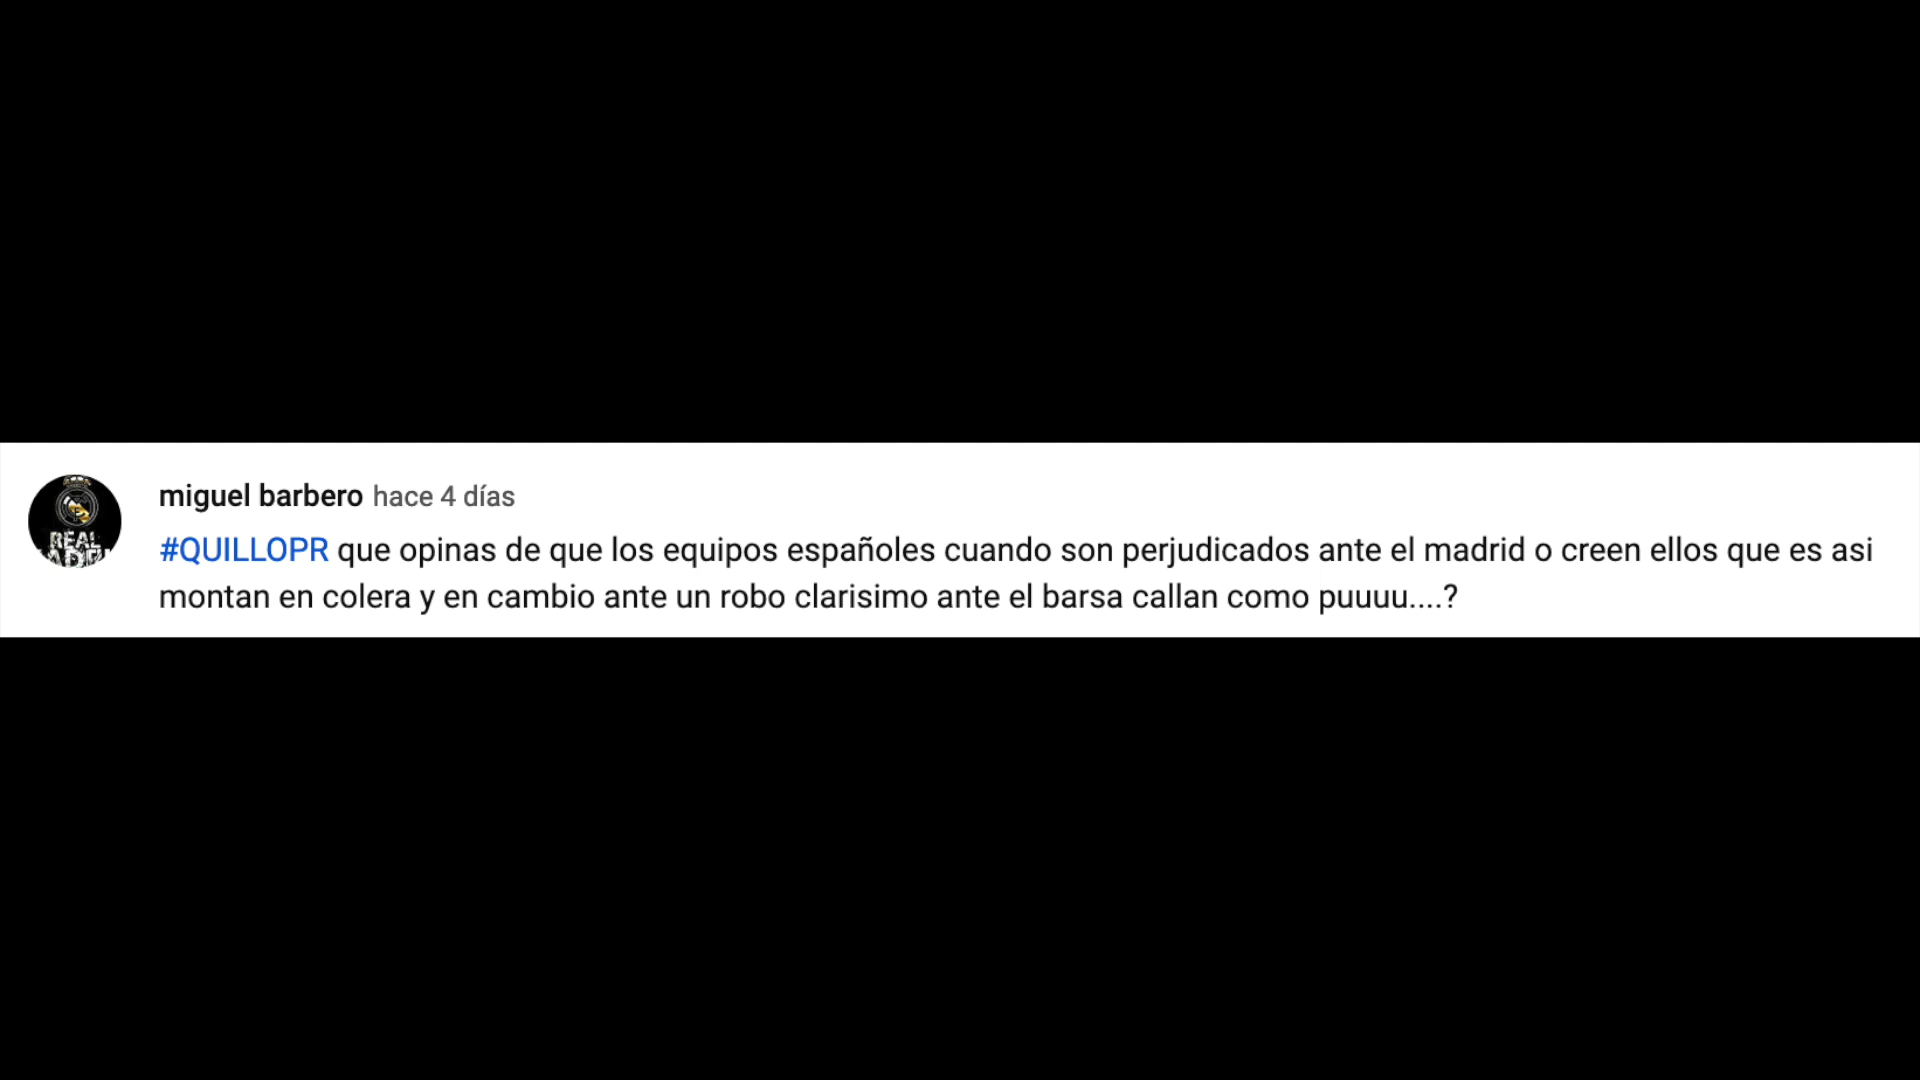 miguel barbero hace 4 días
#QUILLOPR que opinas de que los equipos españoles cuando son perjudicados ante el madrid o creen ellos que es asi
montan en colera y en cambio ante un robo clarisimo ante el barsa callan como puuuu....?
REAL